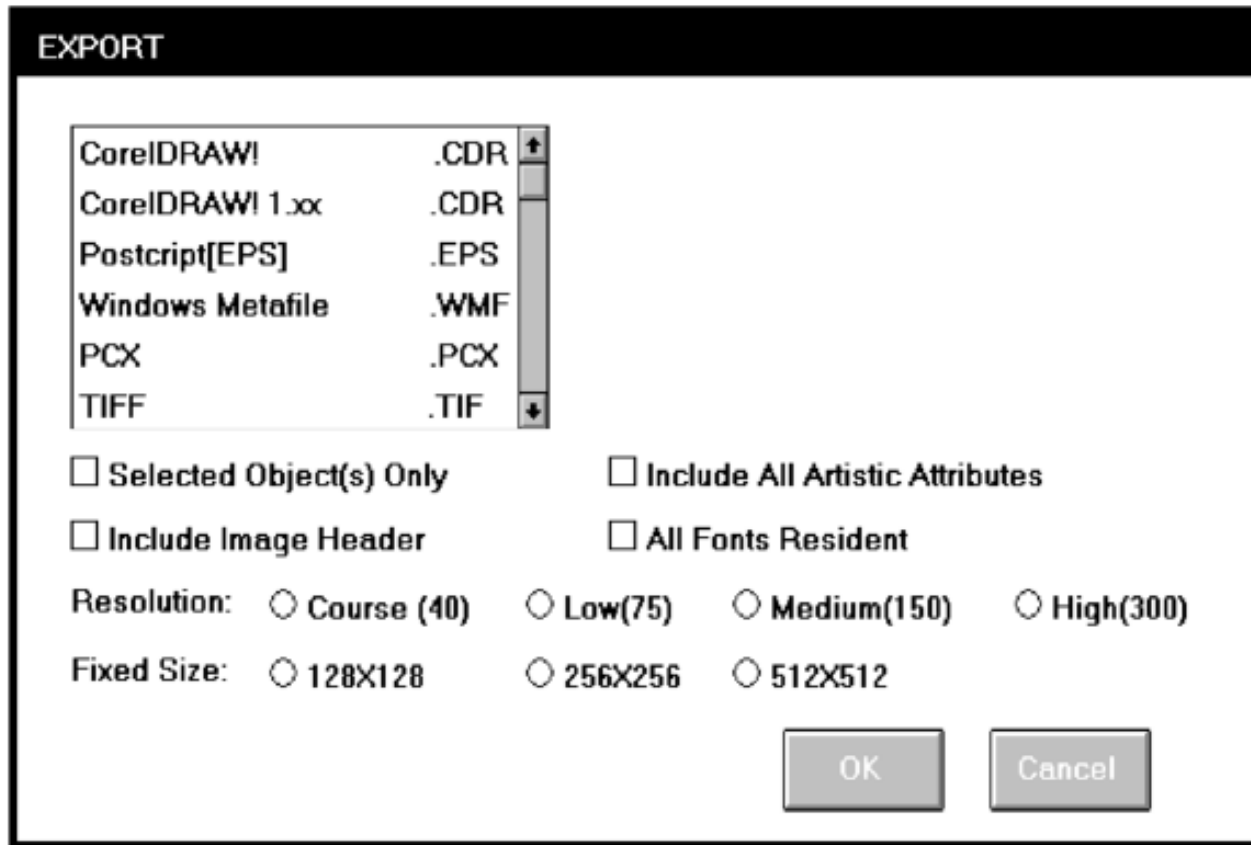 EXPORT
CorelDRAW! .CDR
CorelDRAW! 1.xx .CDR
Postcript[EPS] .EPS
Windows Metafile .WMF
PCX .PCX
TIFF .TIF
Selected Object(s) Only Include All Artistic Attributes
Include Image Header All Fonts Resident
Resolution: Course (40) Low(75) Medium(150) High(300)
Fixed Size: 128X128 256X256 512X512
OK Cancel